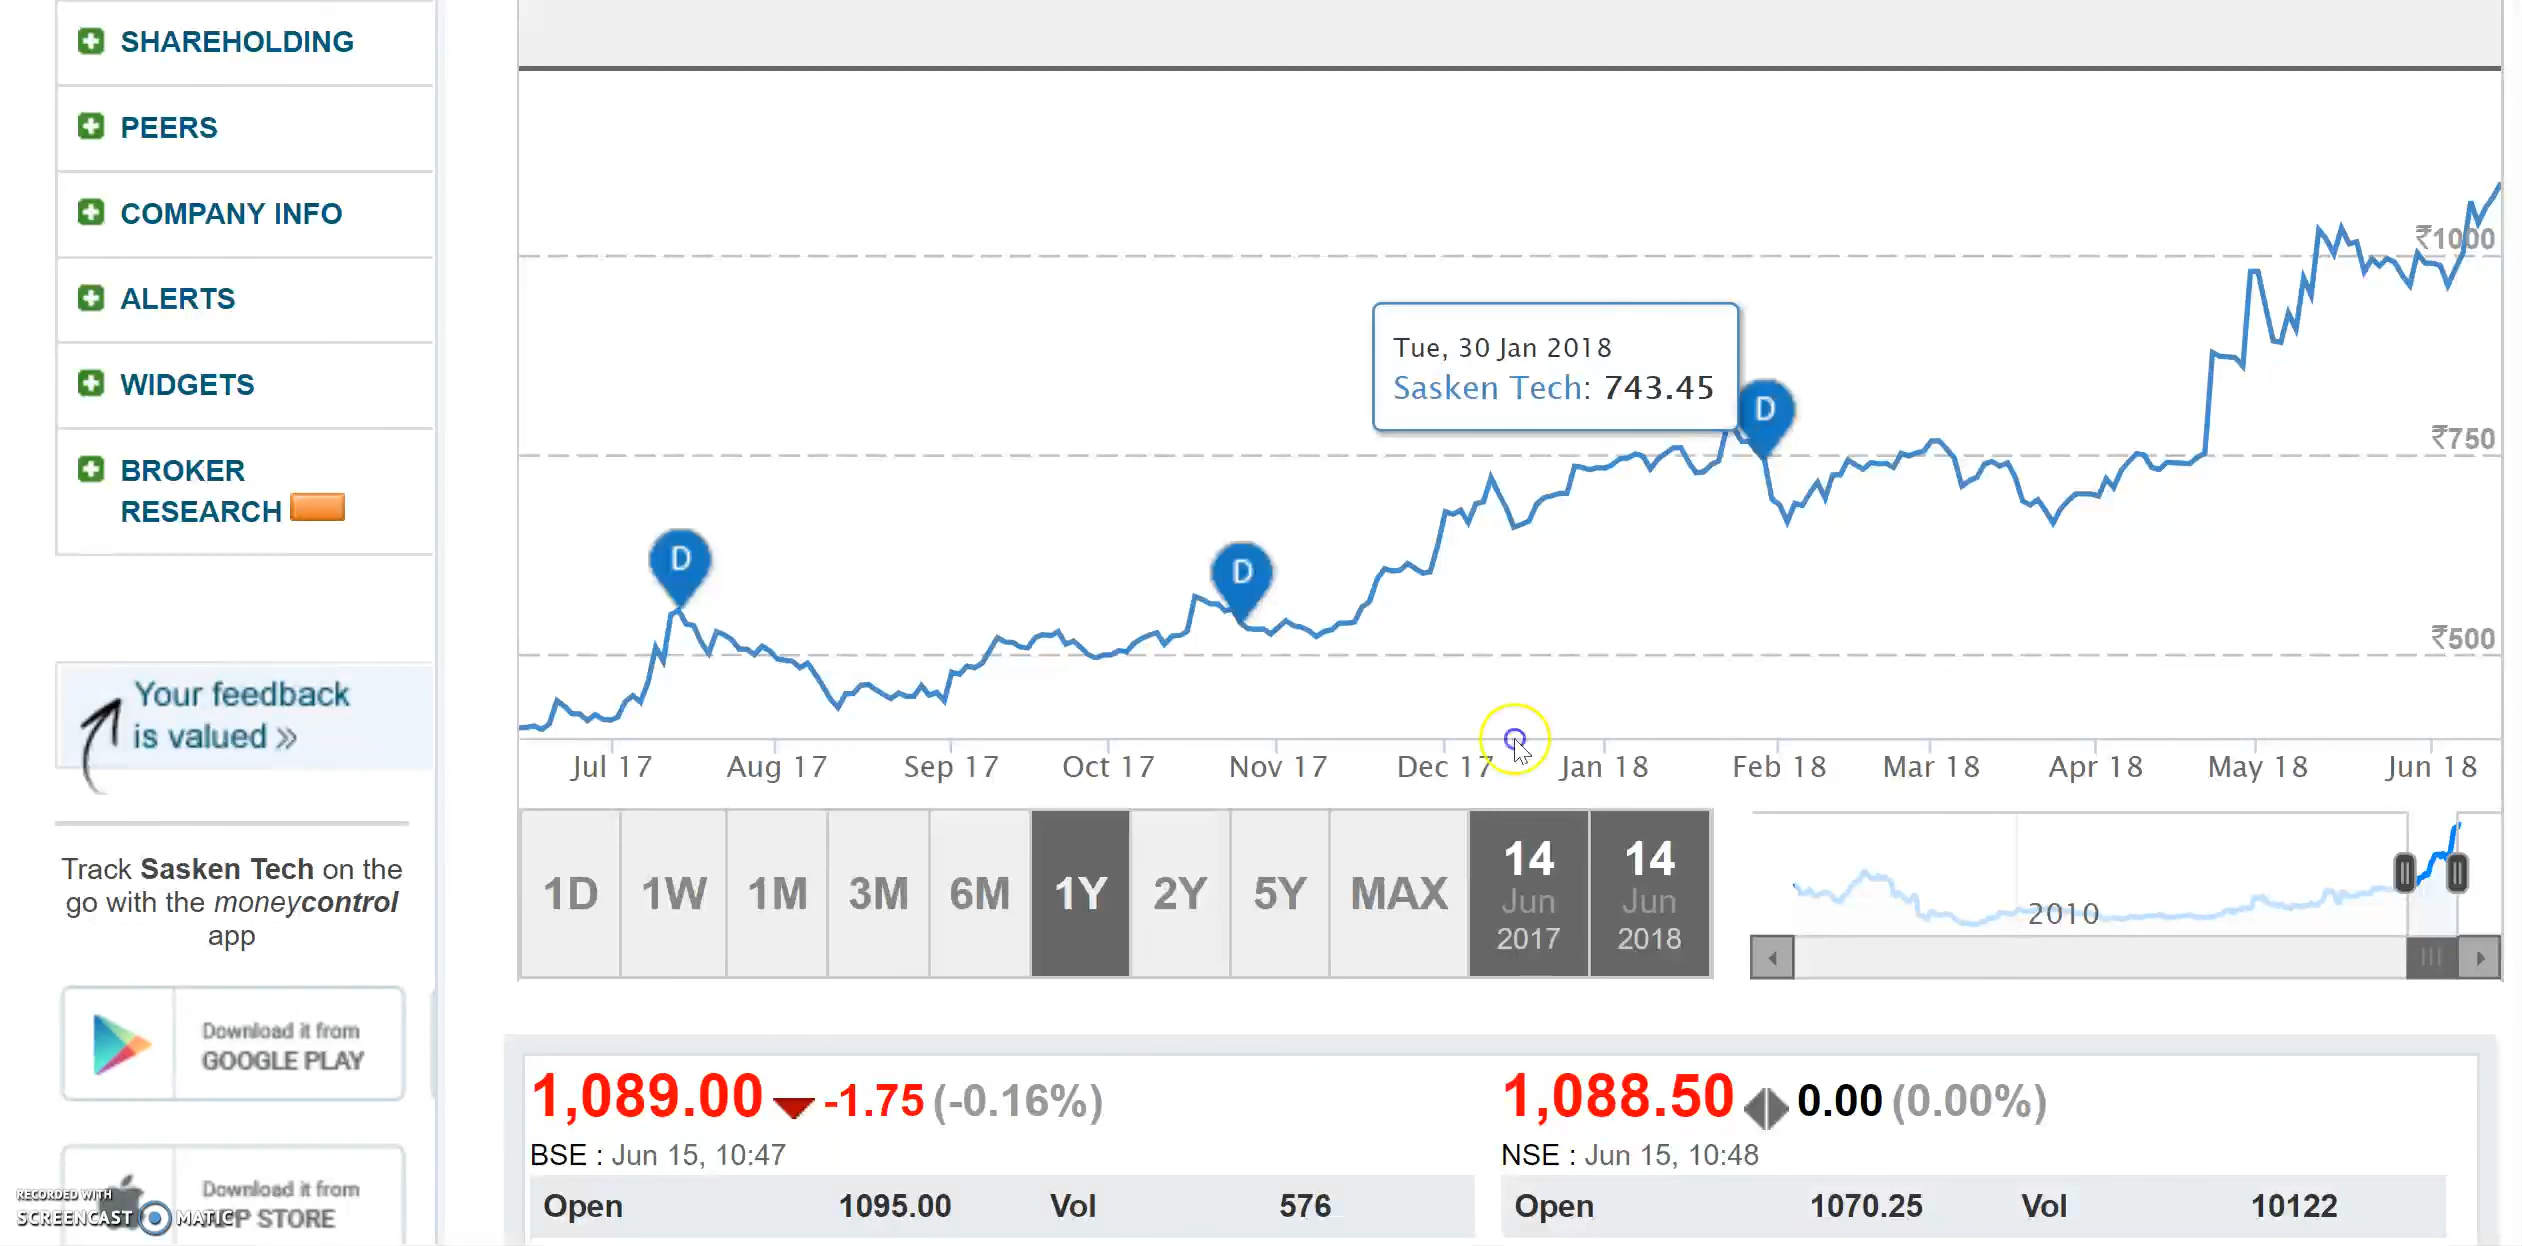 SHAREHOLDING
PEERS
COMPANY INFO
ALERTS
WIDGETS
BROKER
RESEARCH
Your feedback
is valued »
Track Sasken Tech on the
go with the moneycontrol
app
Download it from
GOOGLE PLAY
Download it from
APP STORE
RECORDED WITH
SCREENCAST MATIC
₹1000
Tue, 30 Jan 2018
Sasken Tech: 743.45
D
₹750
D
D
₹500
Jul 17 Aug 17 Sep 17 Oct 17 Nov 17 Dec 17 Jan 18 Feb 18 Mar 18 Apr 18 May 18 Jun 18
1D 1W 1M 3M 6M 1Y 2Y 5Y MAX
14 Jun 2017
14 Jun 2018
2010
1,089.00 -1.75 (-0.16%)
BSE : Jun 15, 10:47
Open 1095.00 Vol 576
1,088.50 0.00 (0.00%)
NSE : Jun 15, 10:48
Open 1070.25 Vol 10122